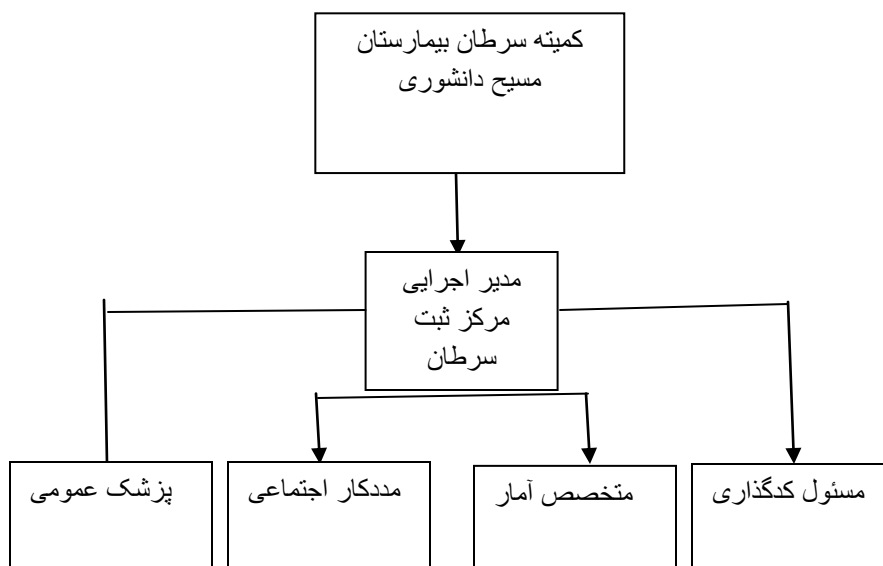 کمیته سرطان بیمارستان
مسیح دانشوری
مدیر اجرایی
مرکز ثبت
سرطان
مسئول کدگذاری
متخصص آمار
مددکار اجتماعی
پزشک عمومی